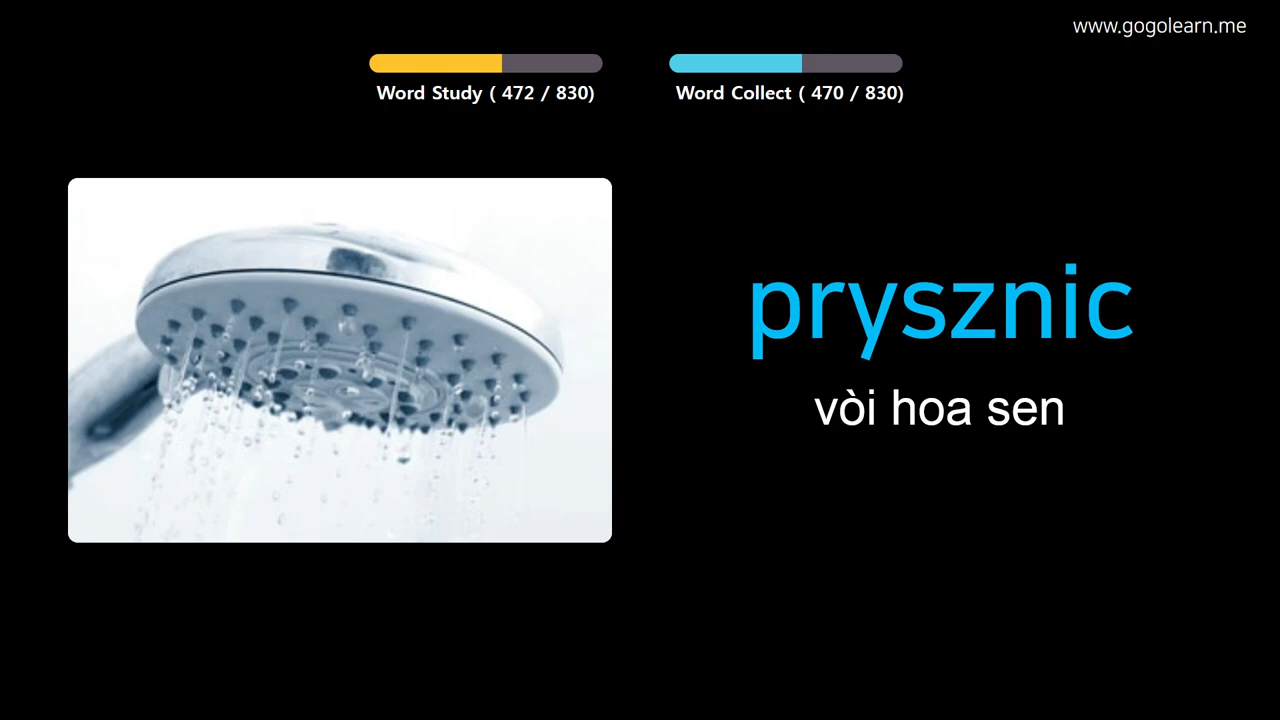 www.gogolearn.me
Word Study ( 472 / 830)
Word Collect ( 470 / 830)
prysznic
vòi hoa sen